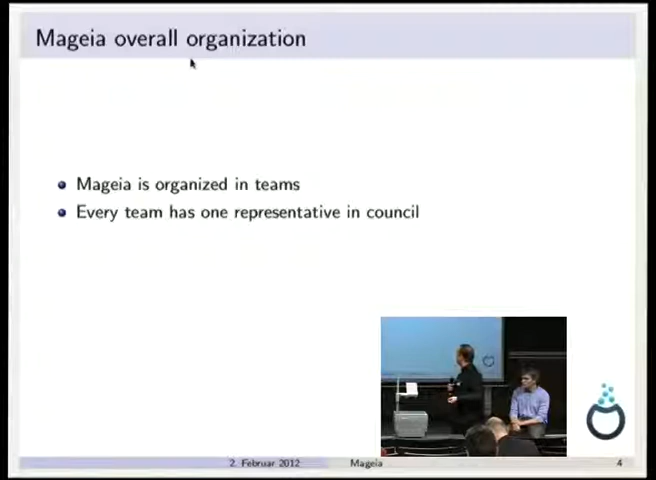 Mageia overall organization
Mageia is organized in teams
Every team has one representative in council
2. Februar 2012 Mageia 4